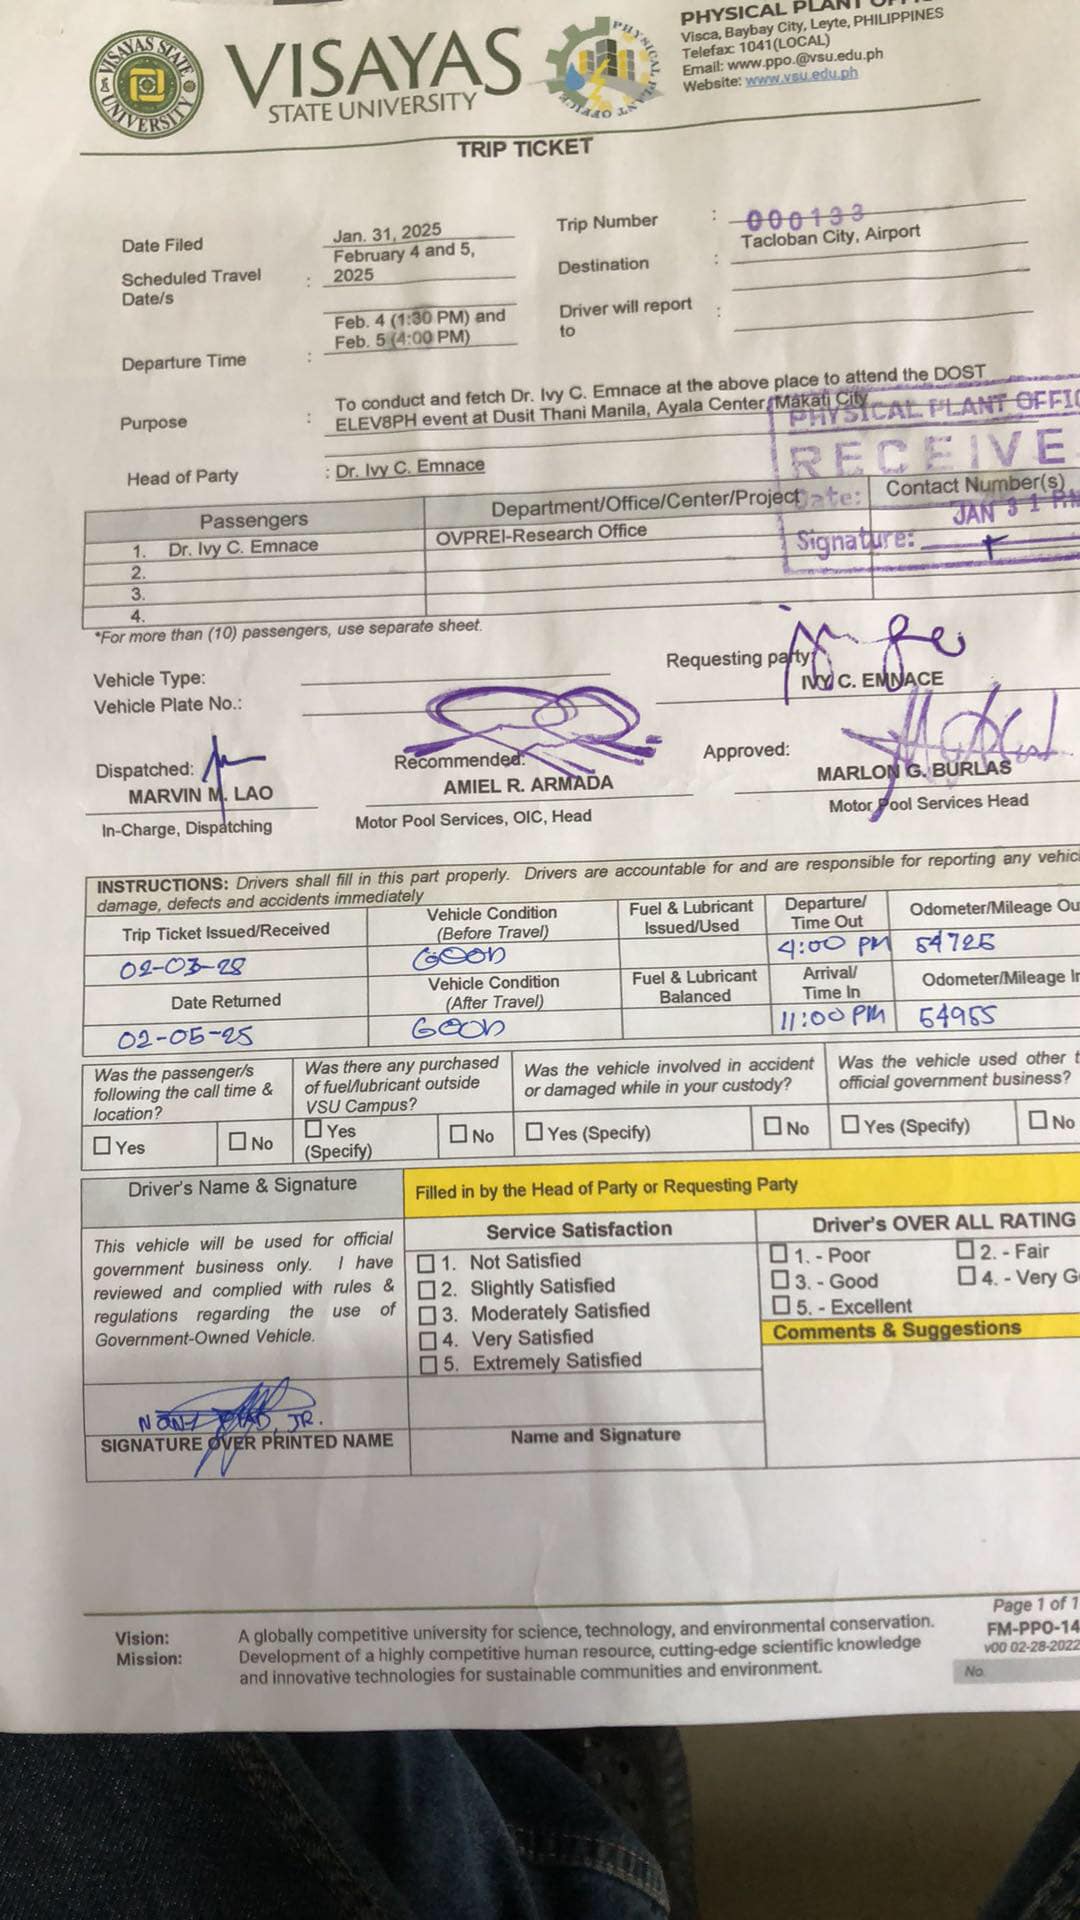 PHYSICAL PLANT OFFIC
Visca, Baybay City, Leyte, PHILIPPINES
Telefax: 1041(LOCAL)
Email: www.ppo.@vsu.edu.ph
Website: www.vsu.edu.ph
VISAYAS STATE UNIVERSITY
VISAYAS
STATE UNIVERSITY
PHYSICAL PLANT OFFICE
TRIP TICKET
Date Filed Jan. 31, 2025
Trip Number : 000133
Scheduled Travel Date/s : February 4 and 5, 2025
Destination : Tacloban City, Airport
Departure Time : Feb. 4 (1:30 PM) and Feb. 5 (4:00 PM)
Driver will report to :
Purpose : To conduct and fetch Dr. Ivy C. Emnace at the above place to attend the DOST
ELEV8PH event at Dusit Thani Manila, Ayala Center, Makati City
Head of Party : Dr. Ivy C. Emnace
PHYSICAL PLANT OFFIC
RECEIVE
Date: JAN 31
Signature:
Passengers Department/Office/Center/Project Contact Number(s)
1. Dr. Ivy C. Emnace OVPREI-Research Office
2.
3.
4.
*For more than (10) passengers, use separate sheet.
Vehicle Type:
Requesting party:
Vehicle Plate No.:
IVY C. EMNACE
Dispatched: Recommended: Approved:
MARVIN M. LAO AMIEL R. ARMADA MARLON G. BURLAS
In-Charge, Dispatching Motor Pool Services, OIC, Head Motor Pool Services Head
INSTRUCTIONS: Drivers shall fill in this part properly. Drivers are accountable for and are responsible for reporting any vehic
damage, defects and accidents immediately
Trip Ticket Issued/Received Vehicle Condition (Before Travel) Fuel & Lubricant Issued/Used Departure/ Time Out Odometer/Mileage Ou
02-03-25 GOOD 4:00 PM 54725
Date Returned Vehicle Condition (After Travel) Fuel & Lubricant Balanced Arrival/ Time In Odometer/Mileage In
02-05-25 GOOD 11:00 PM 54955
Was the passenger/s following the call time & location? Was there any purchased of fuel/lubricant outside VSU Campus? Was the vehicle involved in accident or damaged while in your custody? Was the vehicle used other t official government business?
Yes No Yes (Specify) No Yes (Specify) No Yes (Specify) No
Driver's Name & Signature
Filled in by the Head of Party or Requesting Party
This vehicle will be used for official
government business only. I have
reviewed and complied with rules &
regulations regarding the use of
Government-Owned Vehicle.
Service Satisfaction
1. Not Satisfied
2. Slightly Satisfied
3. Moderately Satisfied
4. Very Satisfied
5. Extremely Satisfied
Driver's OVER ALL RATING
1. - Poor 2. - Fair
3. - Good 4. - Very G
5. - Excellent
Comments & Suggestions
JR.
SIGNATURE OVER PRINTED NAME
Name and Signature
Page 1 of 1
FM-PPO-14
v00 02-28-2022
No.
Vision: A globally competitive university for science, technology, and environmental conservation.
Mission: Development of a highly competitive human resource, cutting-edge scientific knowledge
and innovative technologies for sustainable communities and environment.